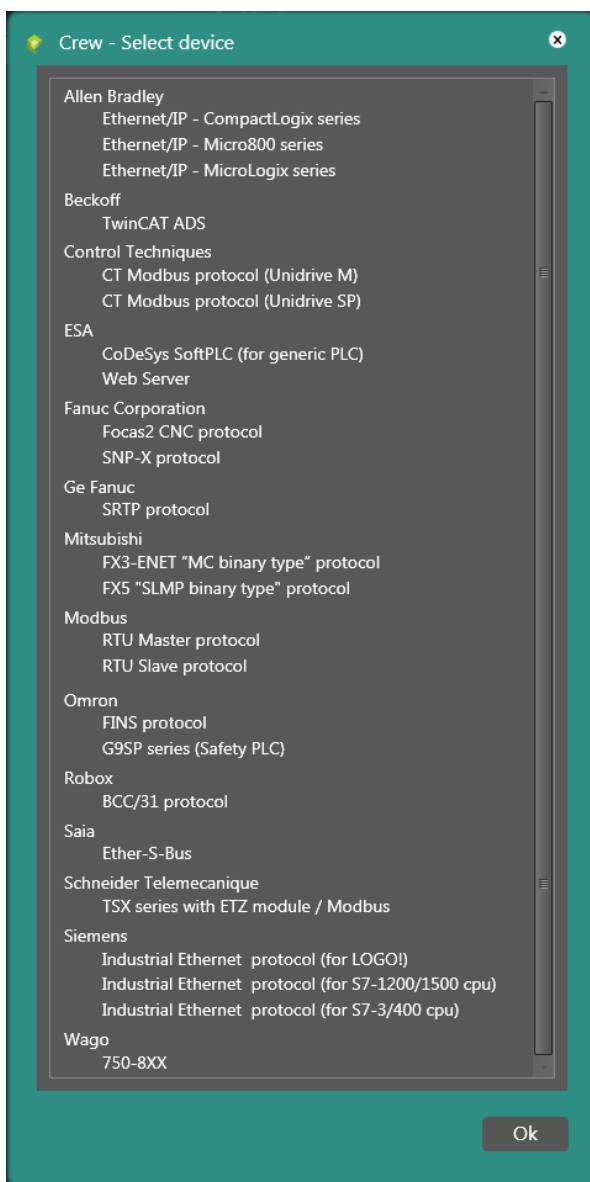 Crew - Select device
Allen Bradley
Ethernet/IP - CompactLogix series
Ethernet/IP - Micro800 series
Ethernet/IP - MicroLogix series
Beckoff
TwinCAT ADS
Control Techniques
CT Modbus protocol (Unidrive M)
CT Modbus protocol (Unidrive SP)
ESA
CoDeSys SoftPLC (for generic PLC)
Web Server
Fanuc Corporation
Focas2 CNC protocol
SNP-X protocol
Ge Fanuc
SRTP protocol
Mitsubishi
FX3-ENET “MC binary type” protocol
FX5 "SLMP binary type" protocol
Modbus
RTU Master protocol
RTU Slave protocol
Omron
FINS protocol
G9SP series (Safety PLC)
Robox
BCC/31 protocol
Saia
Ether-S-Bus
Schneider Telemecanique
TSX series with ETZ module / Modbus
Siemens
Industrial Ethernet  protocol (for LOGO!)
Industrial Ethernet  protocol (for S7-1200/1500 cpu)
Industrial Ethernet  protocol (for S7-3/400 cpu)
Wago
750-8XX
Ok